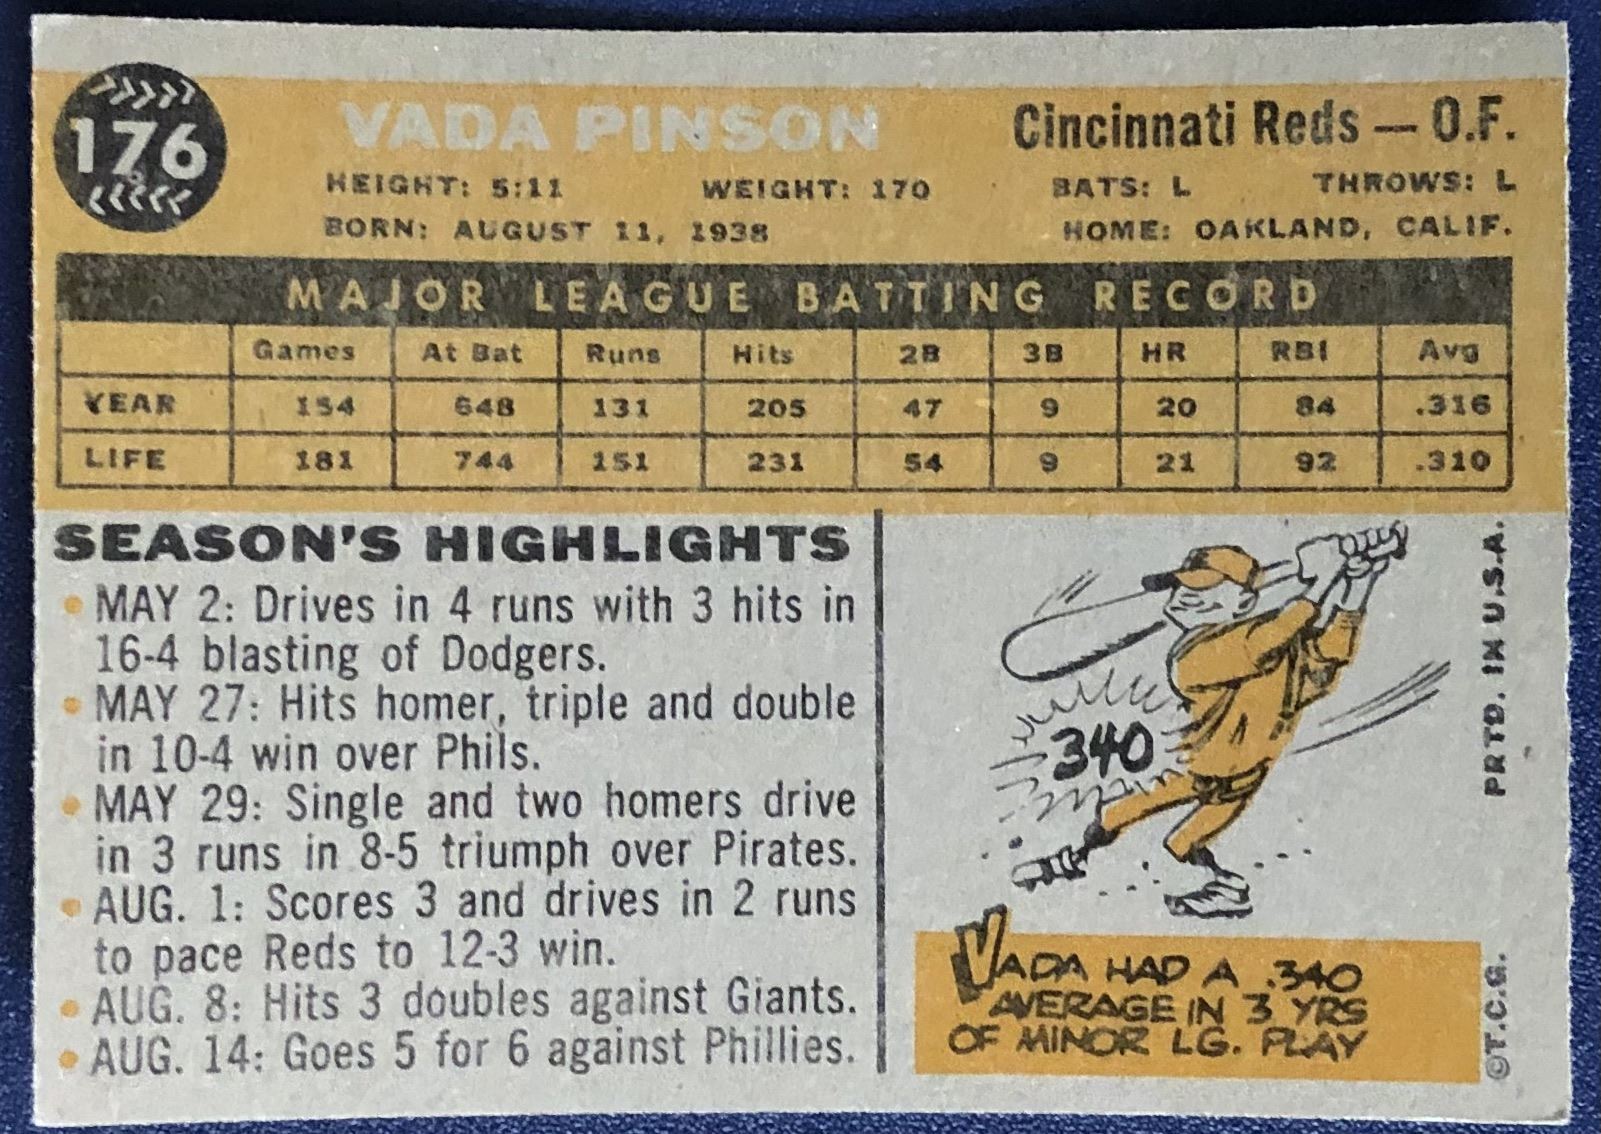 176
VADA PINSON
Cincinnati Reds — O.F.
HEIGHT: 5:11 WEIGHT: 170 BATS: L THROWS: L
BORN: AUGUST 11, 1938 HOME: OAKLAND, CALIF.
MAJOR LEAGUE BATTING RECORD
Games At Bat Runs Hits 2B 3B HR RBI Avg
YEAR 154 648 131 205 47 9 20 84 .316
LIFE 181 744 151 231 54 9 21 92 .310
SEASON'S HIGHLIGHTS
• MAY 2: Drives in 4 runs with 3 hits in
16-4 blasting of Dodgers.
• MAY 27: Hits homer, triple and double
in 10-4 win over Phils.
• MAY 29: Single and two homers drive
in 3 runs in 8-5 triumph over Pirates.
• AUG. 1: Scores 3 and drives in 2 runs
to pace Reds to 12-3 win.
• AUG. 8: Hits 3 doubles against Giants.
• AUG. 14: Goes 5 for 6 against Phillies.
340
VADA HAD A .340
AVERAGE IN 3 YRS
OF MINOR LG. PLAY
©T.C.G. PRTD. IN U.S.A.